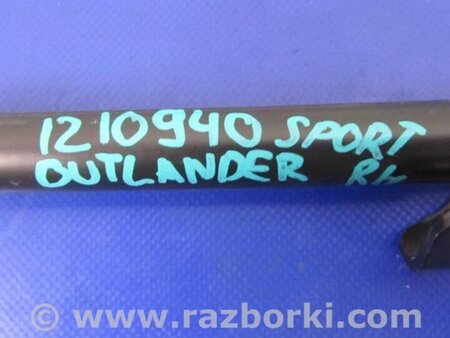 1210940 SPORT
OUTLANDER RH
© www.razborki.com